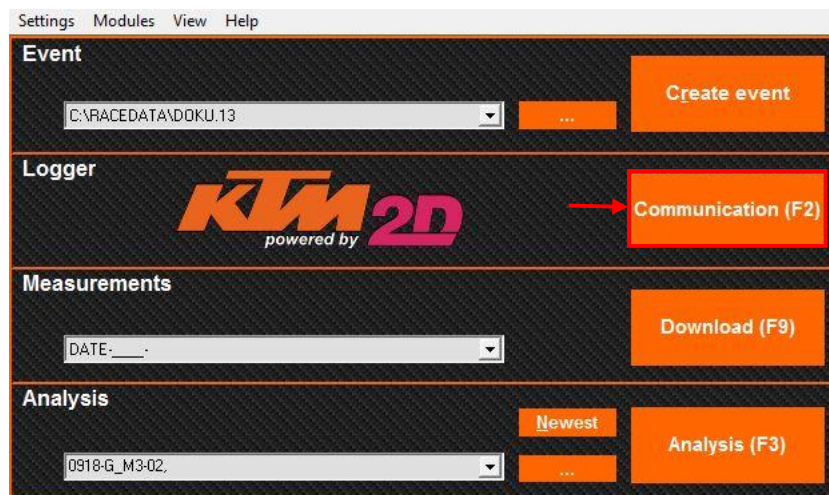 Settings Modules View Help
Event
Create event
C:\RACEDATA\DOKU.13
...
Logger
KTM 2D
powered by
Communication (F2)
Measurements
Download (F9)
DATE-____-
Analysis
Newest
Analysis (F3)
0918-G_M3-02,
...